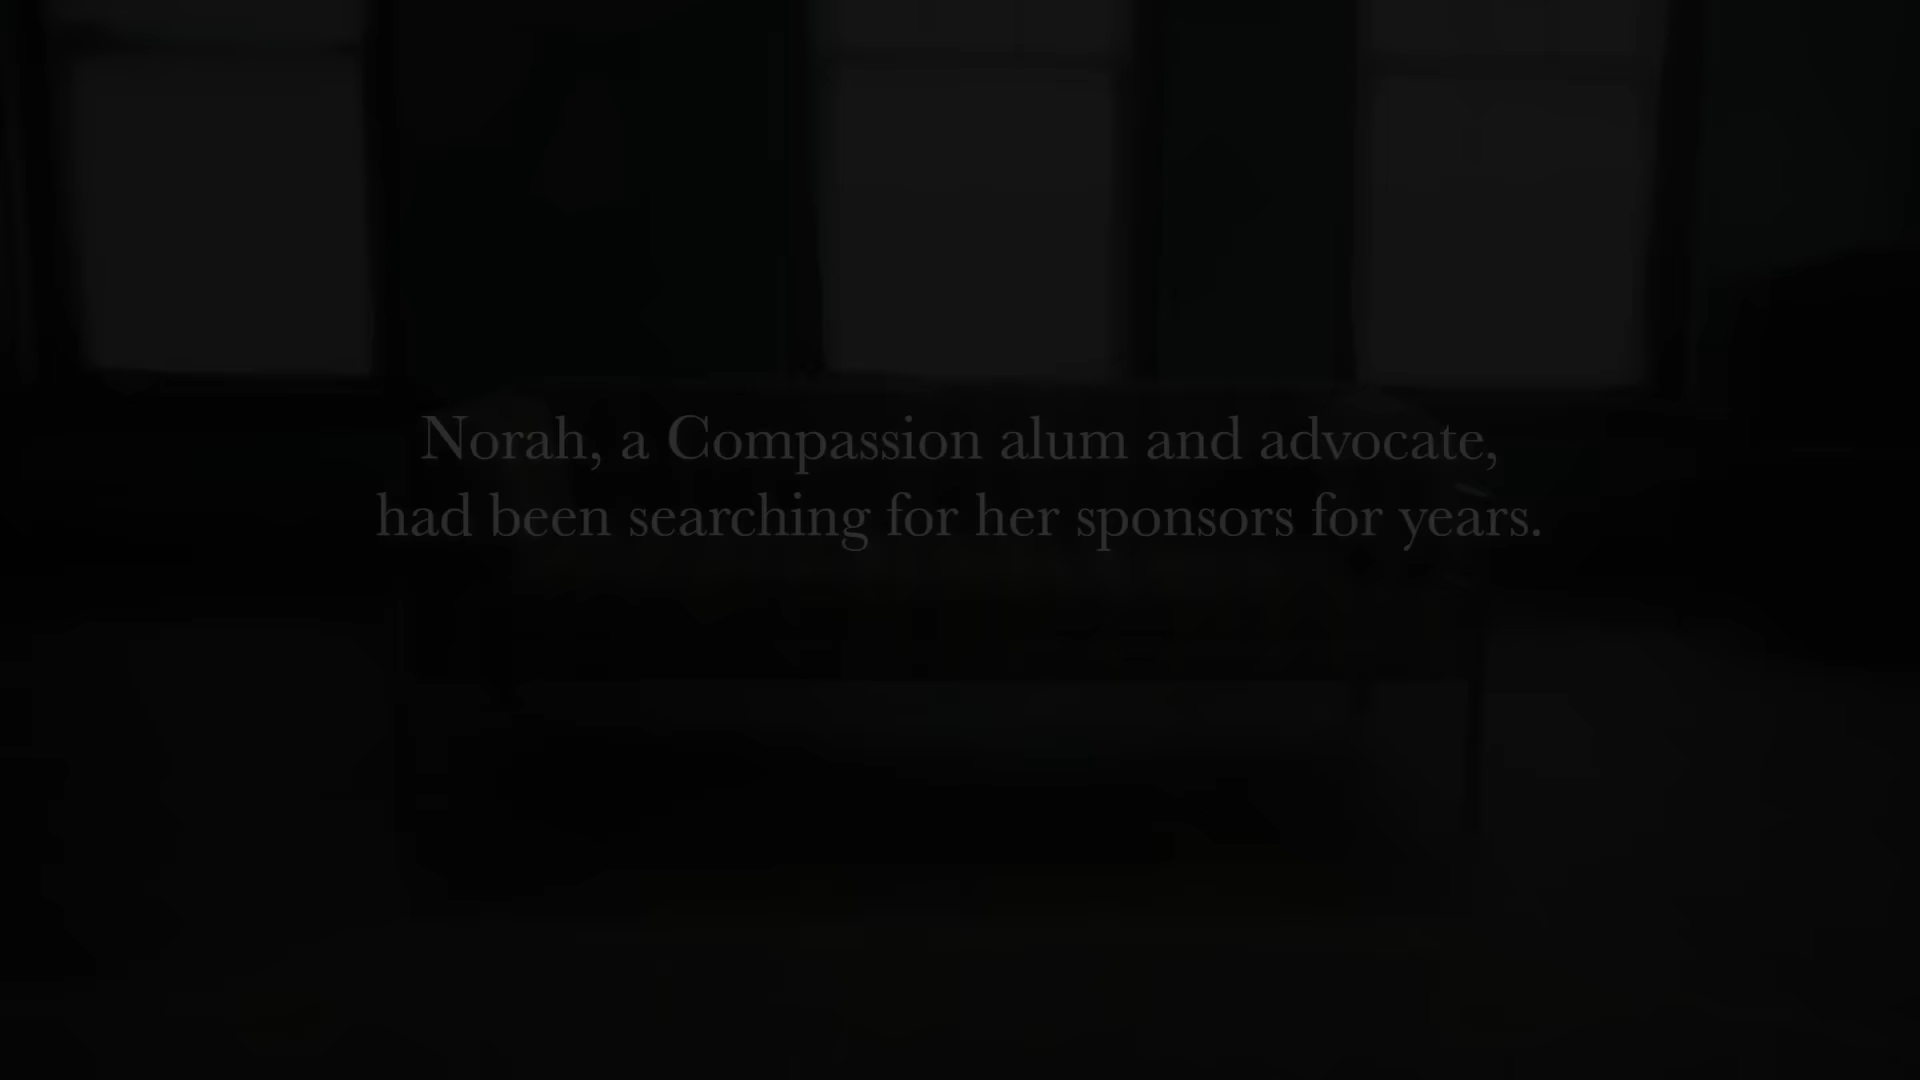 Norah, a Compassion alum and advocate,
had been searching for her sponsors for years.